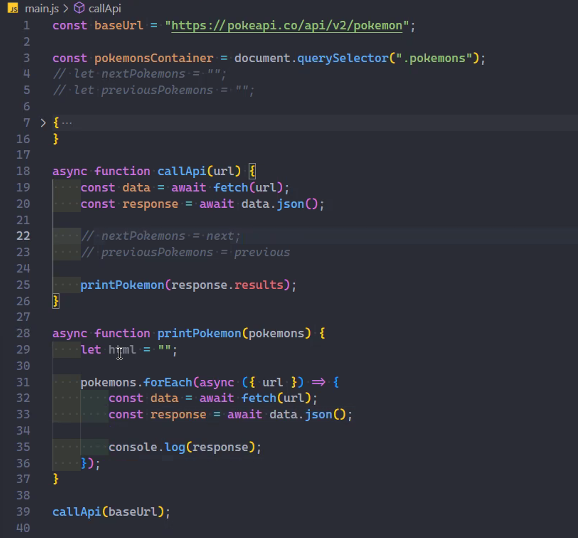 JS main.js > callApi
1 const baseUrl = "https://pokeapi.co/api/v2/pokemon";
2
3 const pokemonsContainer = document.querySelector(".pokemons");
4 // let nextPokemons = "";
5 // let previousPokemons = "";
6
7 > { ···
16 }
17
18 async function callApi(url) {
19     const data = await fetch(url);
20     const response = await data.json();
21
22     // nextPokemons = next;
23     // previousPokemons = previous
24
25     printPokemon(response.results);
26 }
27
28 async function printPokemon(pokemons) {
29     let html = "";
30
31     pokemons.forEach(async ({ url }) => {
32         const data = await fetch(url);
33         const response = await data.json();
34
35         console.log(response);
36     });
37 }
38
39 callApi(baseUrl);
40